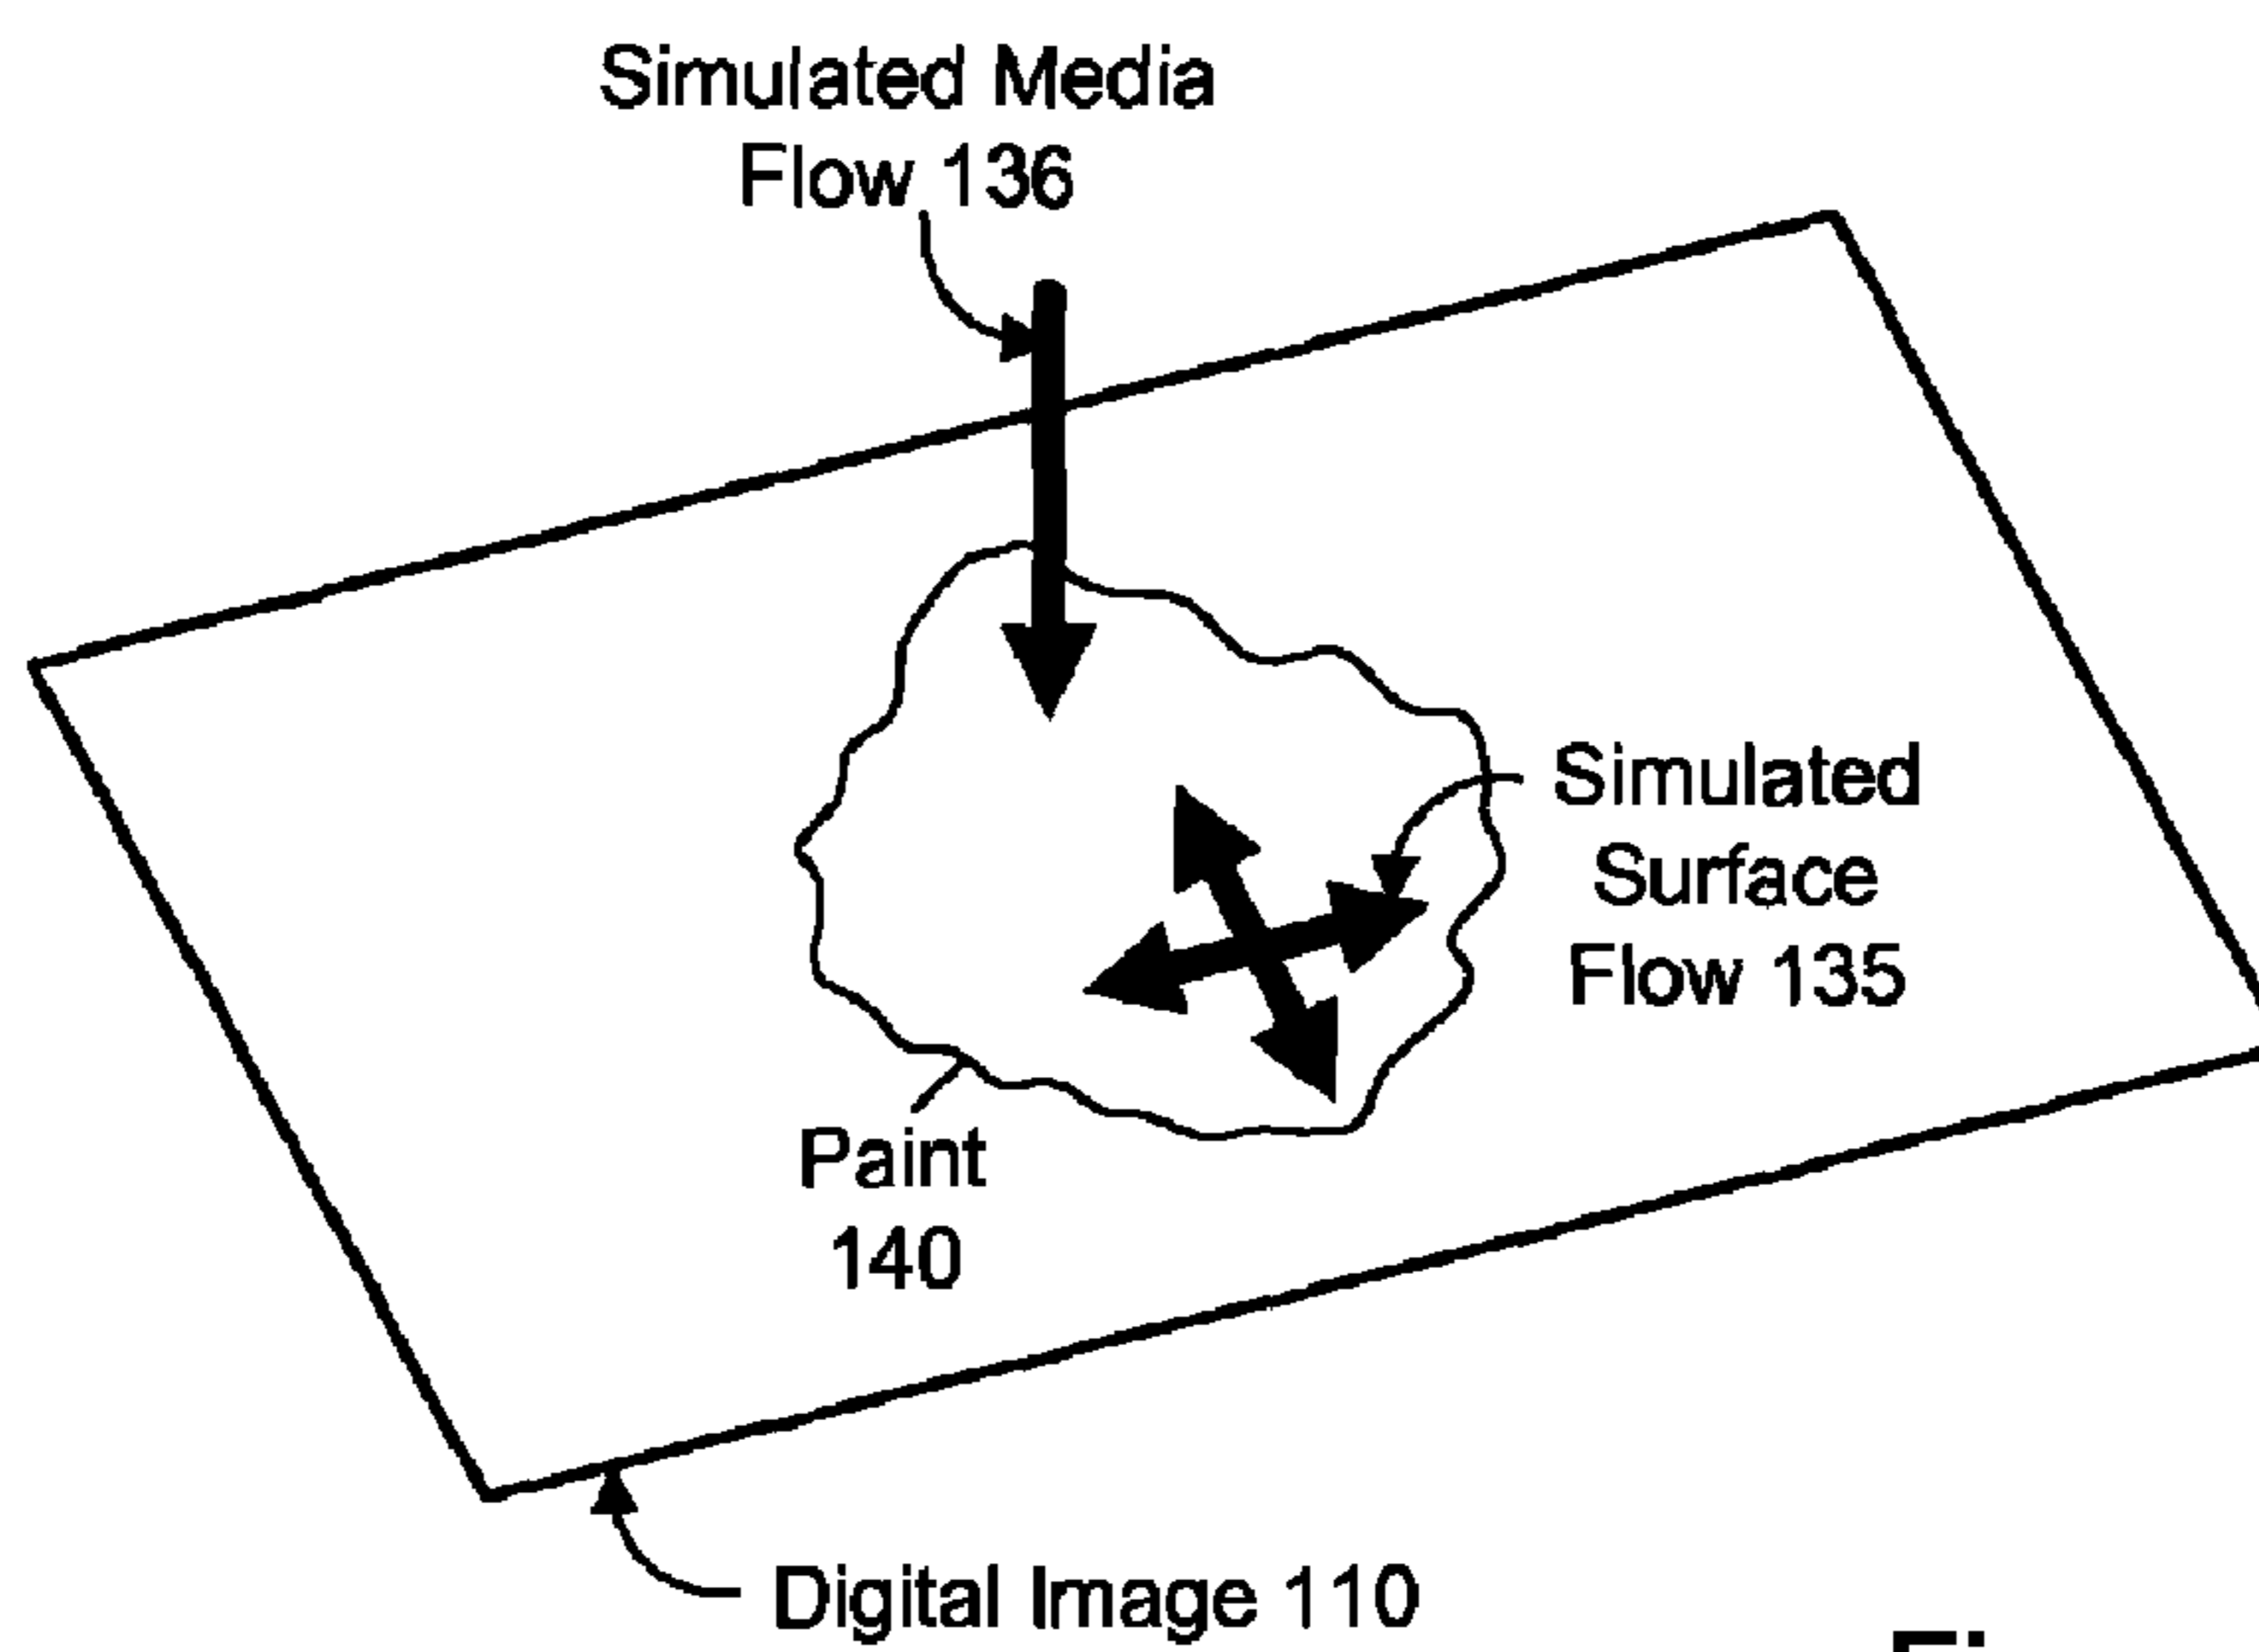 Simulated Media
Flow 136
Simulated
Surface
Flow 135
Paint
140
Digital Image 110